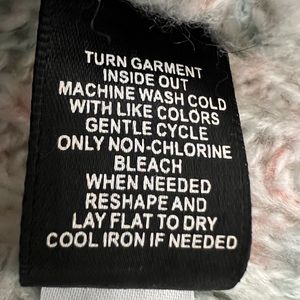 TURN GARMENT
INSIDE OUT
MACHINE WASH COLD
WITH LIKE COLORS
GENTLE CYCLE
ONLY NON-CHLORINE
BLEACH
WHEN NEEDED
RESHAPE AND
LAY FLAT TO DRY
COOL IRON IF NEEDED